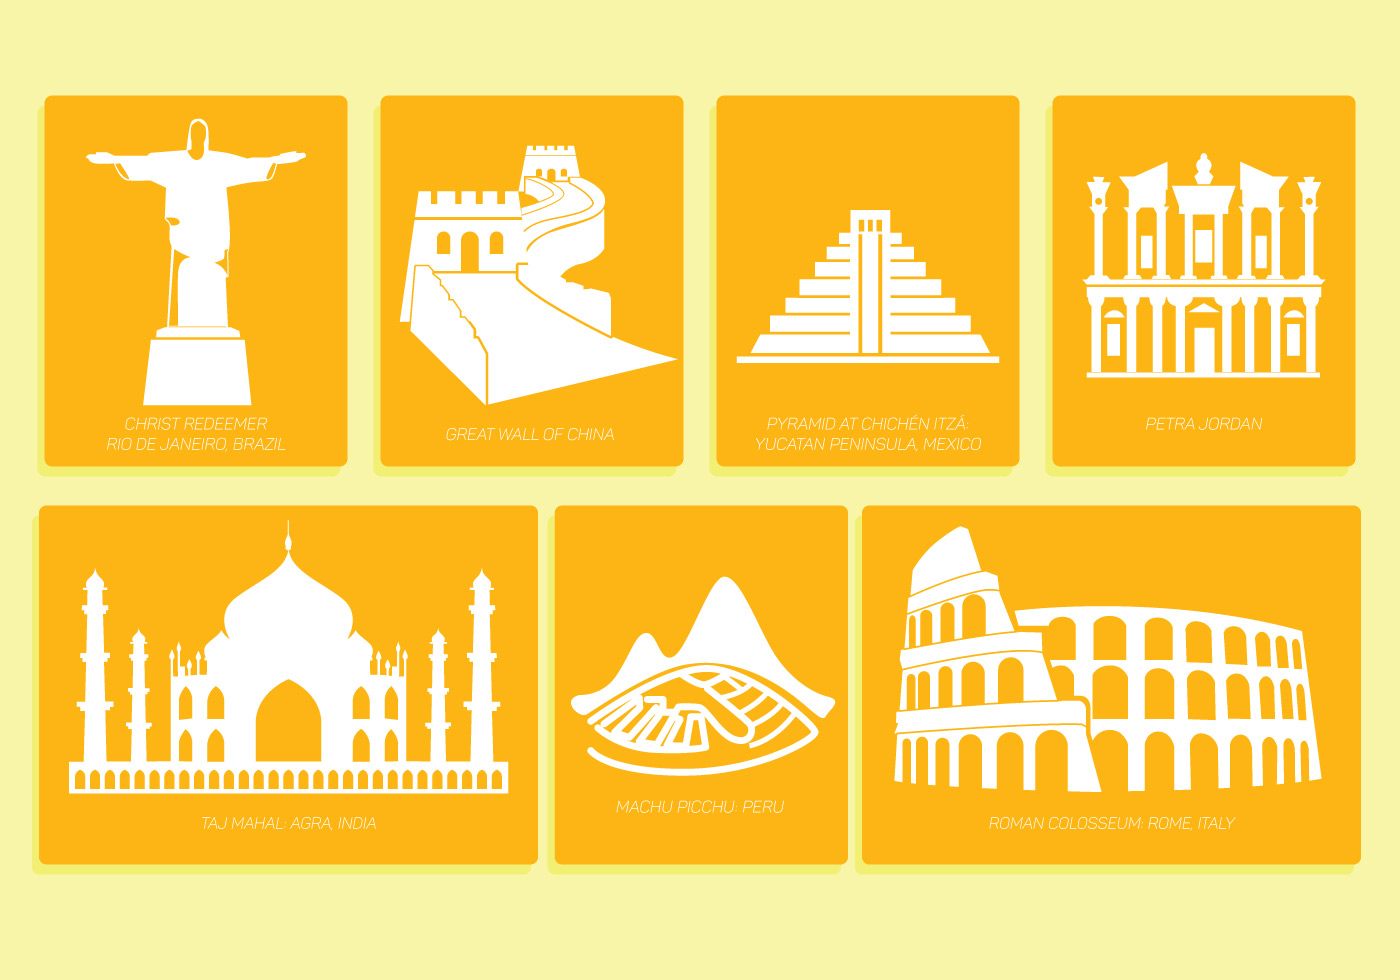 CHRIST REDEEMER
RIO DE JANEIRO, BRAZIL
GREAT WALL OF CHINA
PYRAMID AT CHICHÉN ITZÁ:
YUCATAN PENINSULA, MEXICO
PETRA JORDAN
TAJ MAHAL: AGRA, INDIA
MACHU PICCHU: PERU
ROMAN COLOSSEUM: ROME, ITALY